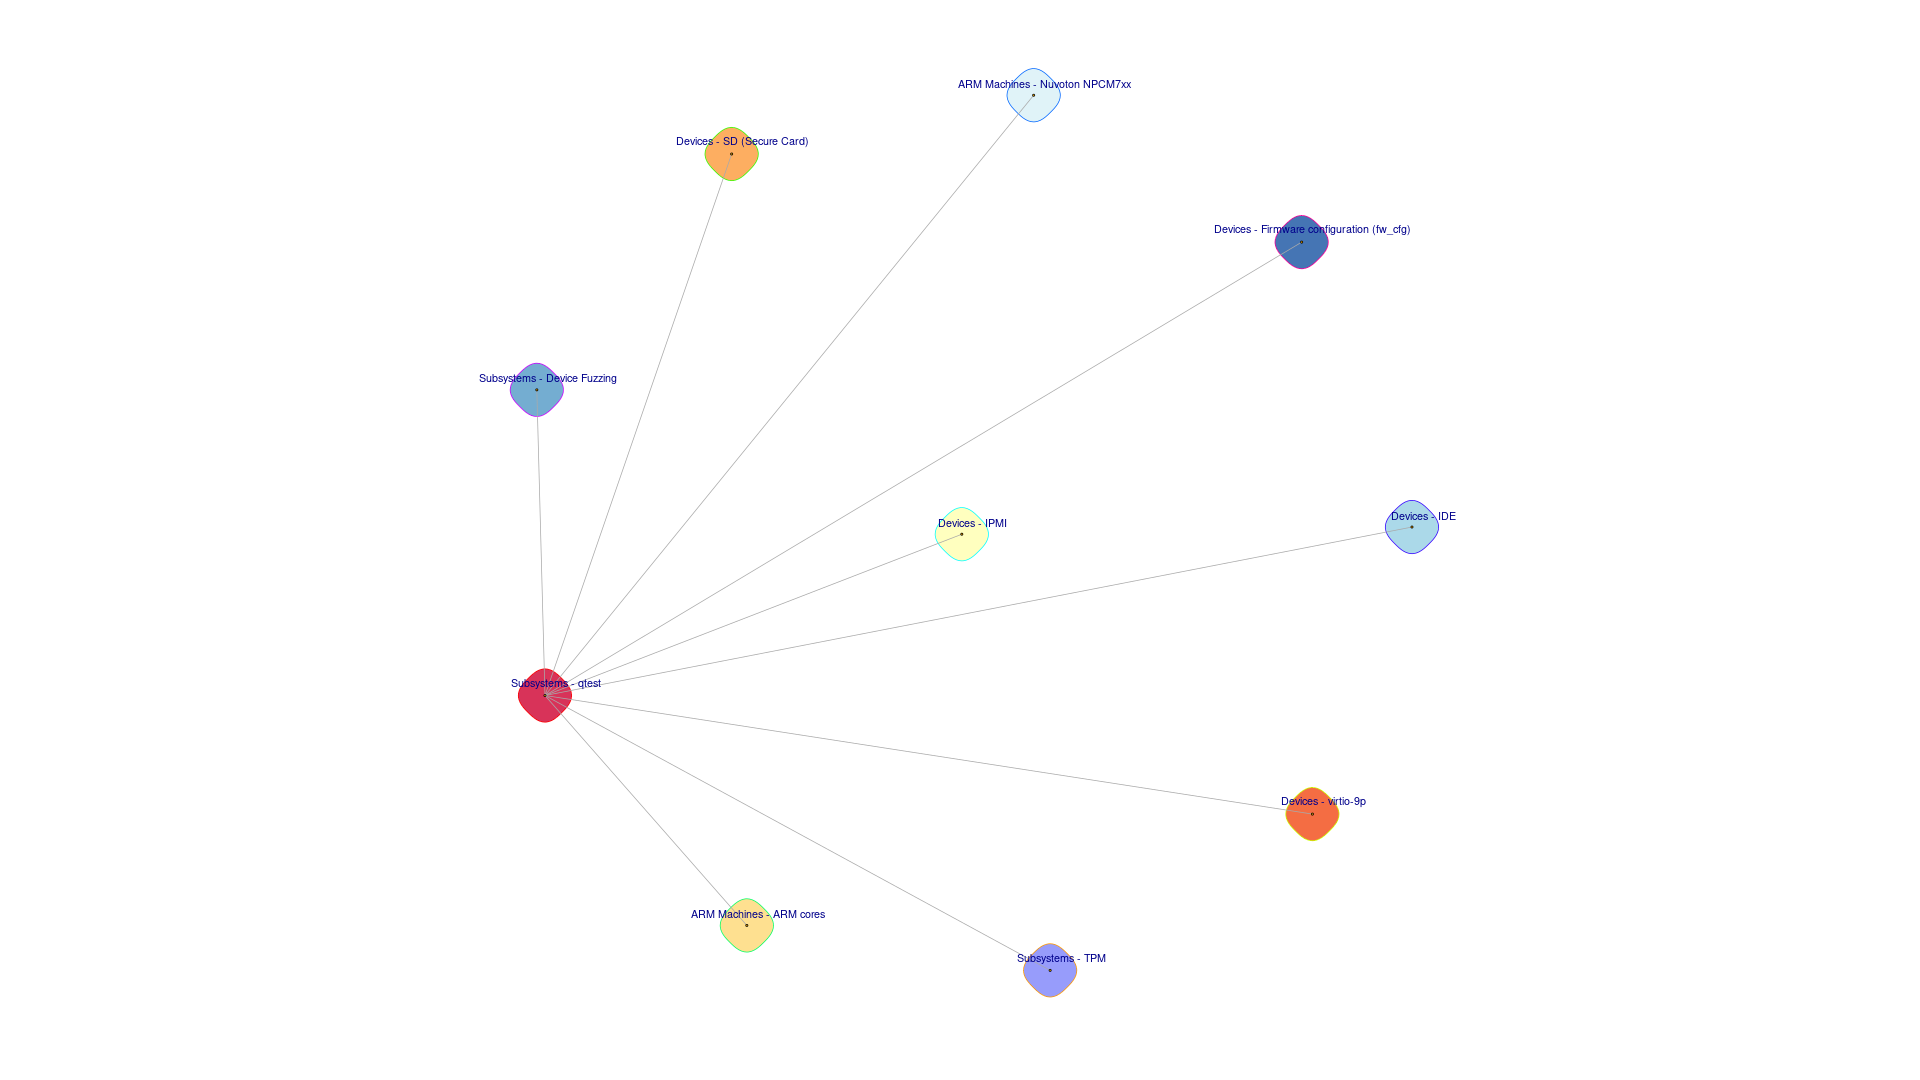 ARM Machines - Nuvoton NPCM7xx
Devices - SD (Secure Card)
Devices - Firmware configuration (fw_cfg)
Subsystems - Device Fuzzing
Devices - IPMI
Devices - IDE
Subsystems - qtest
Devices - virtio-9p
ARM Machines - ARM cores
Subsystems - TPM